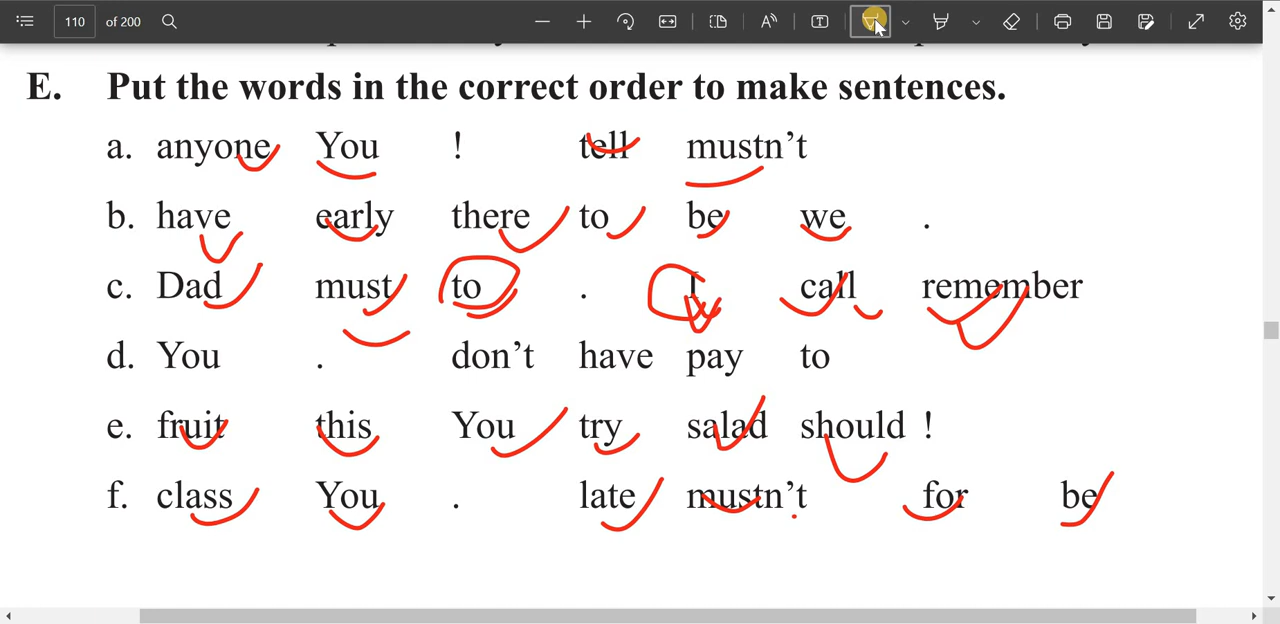 110 of 200
E. Put the words in the correct order to make sentences.
a. anyone You ! tell mustn't
b. have early there to be we .
c. Dad must to . I call remember
d. You . don't have pay to
e. fruit this You try salad should !
f. class You . late mustn't for be